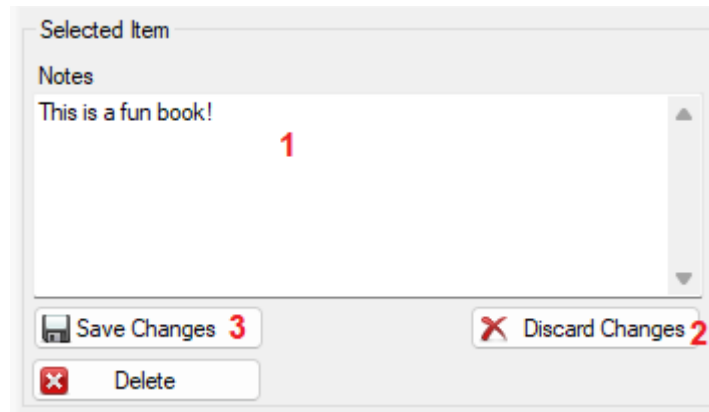 Selected Item
Notes
This is a fun book!
1
Save Changes 3
Discard Changes 2
Delete